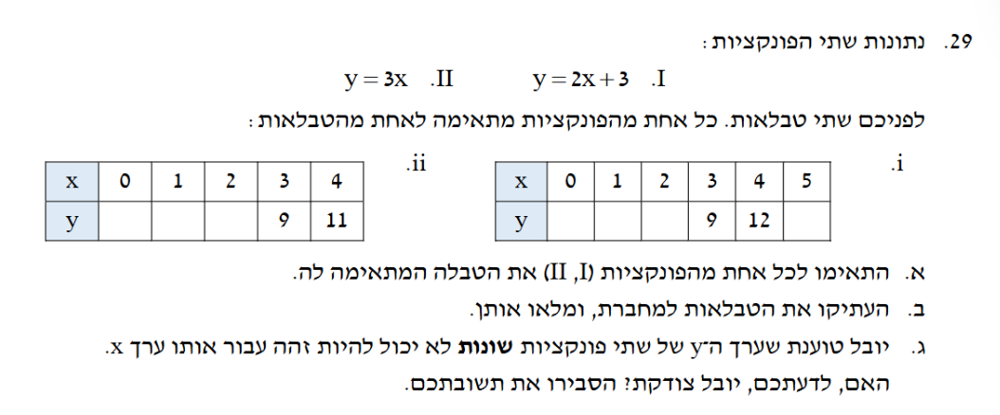 29. נתונות שתי הפונקציות:
I. y = 2x + 3 II. y = 3x
לפניכם שתי טבלאות. כל אחת מהפונקציות מתאימה לאחת מהטבלאות:
i.
x 0 1 2 3 4 5
y 9 12
ii.
x 0 1 2 3 4
y 9 11
א. התאימו לכל אחת מהפונקציות (I, II) את הטבלה המתאימה לה.
ב. העתיקו את הטבלאות למחברת, ומלאו אותן.
ג. יובל טוענת שערך ה־y של שתי פונקציות שונות לא יכול להיות זהה עבור אותו ערך x.
האם, לדעתכם, יובל צודקת? הסבירו את תשובתכם.